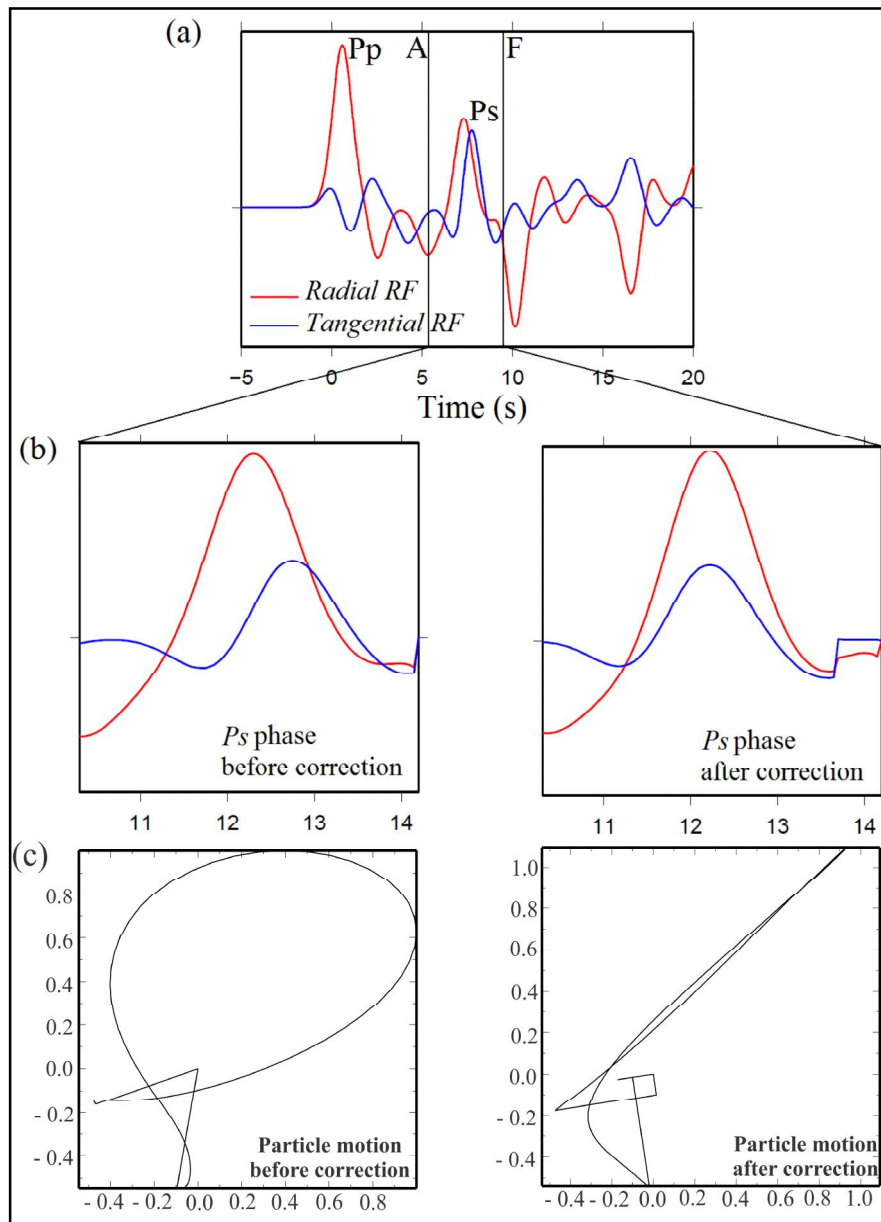 (a)
Pp
A
F
Ps
Radial RF
Tangential RF
−5 0 5 10 15 20
Time (s)
(b)
Ps phase
before correction
Ps phase
after correction
11 12 13 14
11 12 13 14
(c)
0.8
0.6
0.4
0.2
0.0
- 0.2
- 0.4
- 0.4 - 0.2 0.0 0.2 0.4 0.6 0.8
Particle motion
before correction
1.0
0.8
0.6
0.4
0.2
0.0
- 0.2
- 0.4
- 0.4 - 0.2 0.0 0.2 0.4 0.6 0.8 1.0
Particle motion
after correction